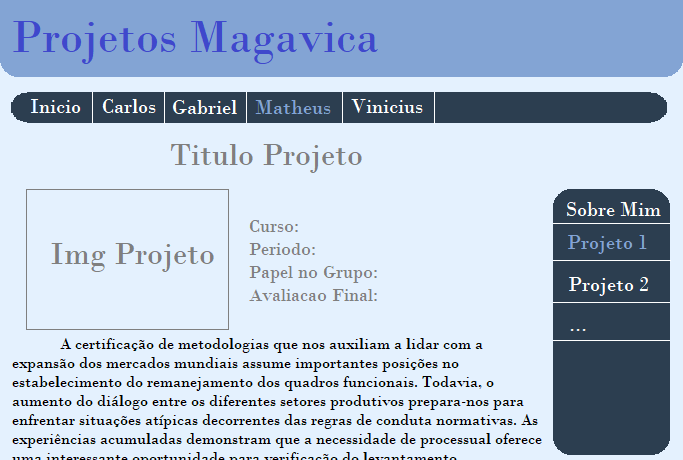 Projetos Magavica
Inicio Carlos Gabriel Matheus Vinicius
Titulo Projeto
Img Projeto
Curso:
Periodo:
Papel no Grupo:
Avaliacao Final:
Sobre Mim
Projeto 1
Projeto 2
...
A certificação de metodologias que nos auxiliam a lidar com a
expansão dos mercados mundiais assume importantes posições no
estabelecimento do remanejamento dos quadros funcionais. Todavia, o
aumento do diálogo entre os diferentes setores produtivos prepara-nos para
enfrentar situações atípicas decorrentes das regras de conduta normativas. As
experiências acumuladas demonstram que a necessidade de processual oferece
uma interessante oportunidade para verificação do levantamento